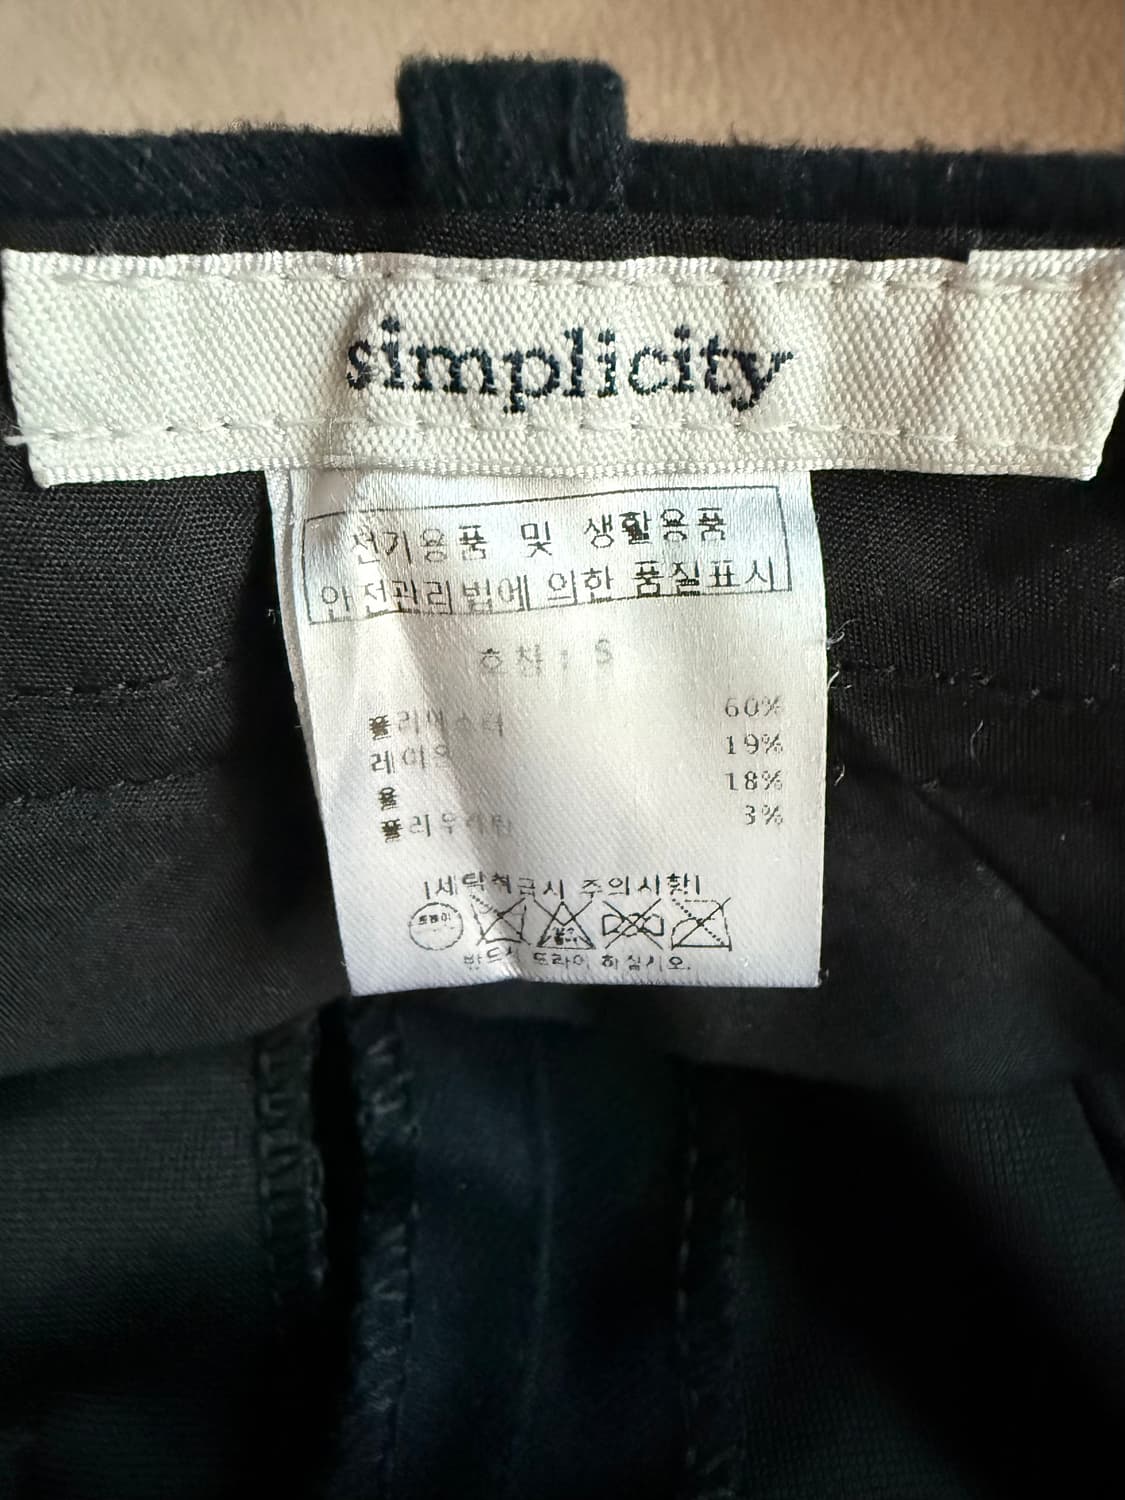 simplicity
전기용품 및 생활용품
안전관리법에 의한 품질표시
호칭 : S
폴리에스터 60%
레이온 19%
울 18%
폴리우레탄 3%
세탁취급시 주의사항
드라이
반드시 드라이 하십시오.